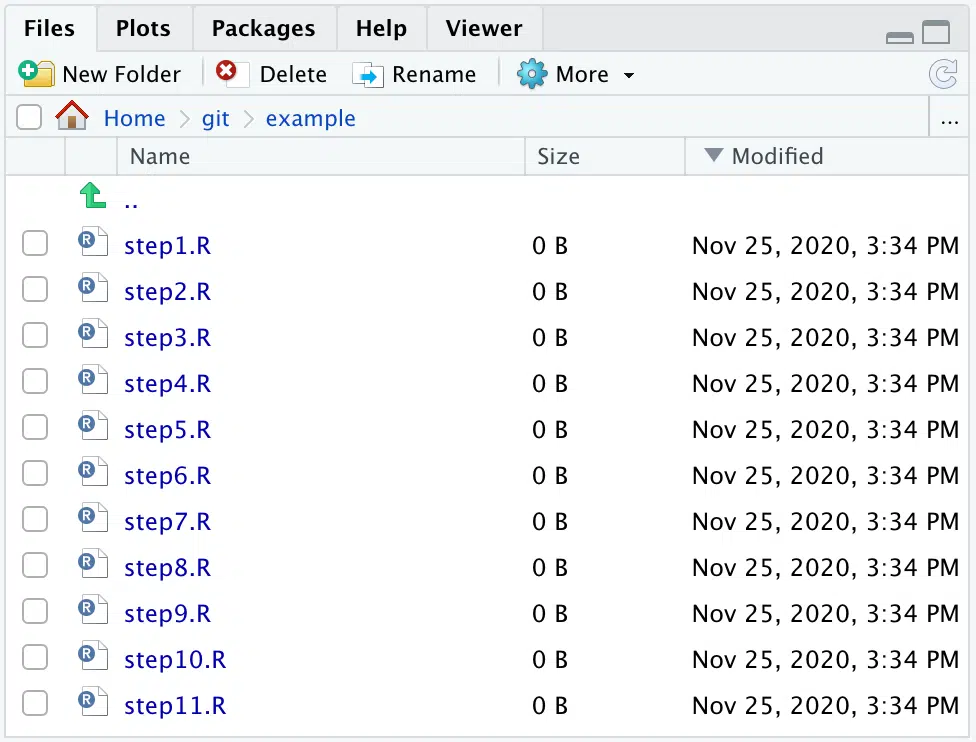 Files Plots Packages Help Viewer
New Folder Delete Rename More
Home git example ...
Name Size Modified
..
R step1.R 0 B Nov 25, 2020, 3:34 PM
R step2.R 0 B Nov 25, 2020, 3:34 PM
R step3.R 0 B Nov 25, 2020, 3:34 PM
R step4.R 0 B Nov 25, 2020, 3:34 PM
R step5.R 0 B Nov 25, 2020, 3:34 PM
R step6.R 0 B Nov 25, 2020, 3:34 PM
R step7.R 0 B Nov 25, 2020, 3:34 PM
R step8.R 0 B Nov 25, 2020, 3:34 PM
R step9.R 0 B Nov 25, 2020, 3:34 PM
R step10.R 0 B Nov 25, 2020, 3:34 PM
R step11.R 0 B Nov 25, 2020, 3:34 PM